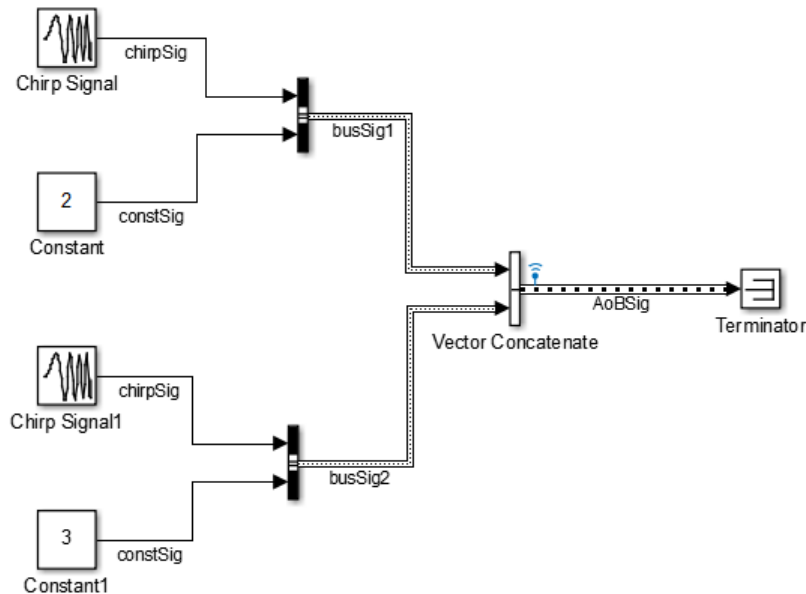 chirpSig
Chirp Signal
busSig1
2
constSig
Constant
AoBSig
Terminator
Vector Concatenate
chirpSig
Chirp Signal1
busSig2
3
constSig
Constant1